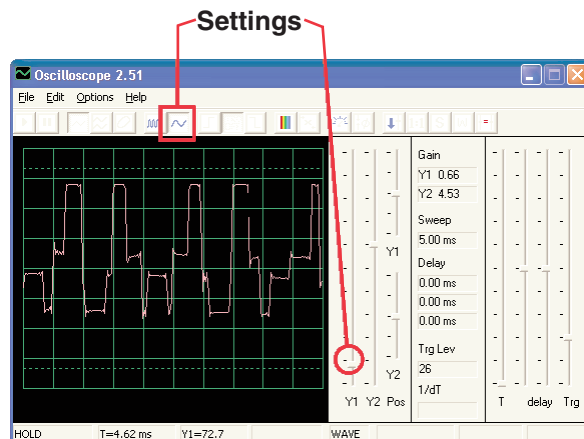 Settings
Oscilloscope 2.51
File Edit Options Help
Gain
Y1 0.66
Y2 4.53
Sweep
5.00 ms
Delay
0.00 ms
0.00 ms
0.00 ms
Trg Lev
26
1/dT
Y1
Y2
Y1 Y2 Pos
T delay Trg
HOLD T=4.62 ms Y1=72.7 WAVE